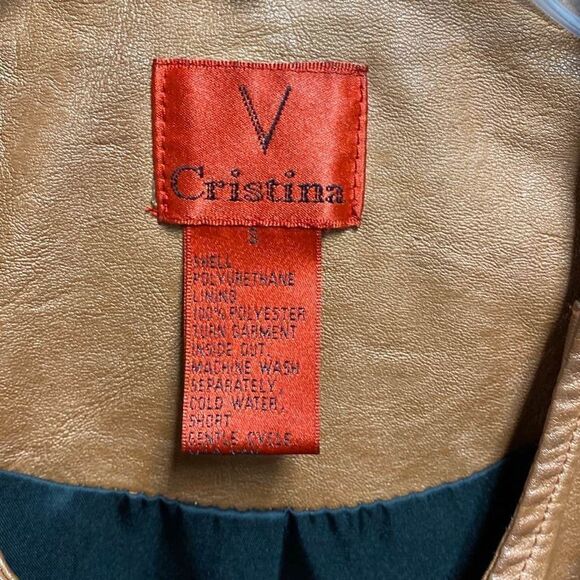 V
Cristina
S
SHELL
POLYURETHANE
LINING
100% POLYESTER
TURN GARMENT
INSIDE OUT,
MACHINE WASH
SEPARATELY,
COLD WATER,
SHORT
GENTLE CYCLE